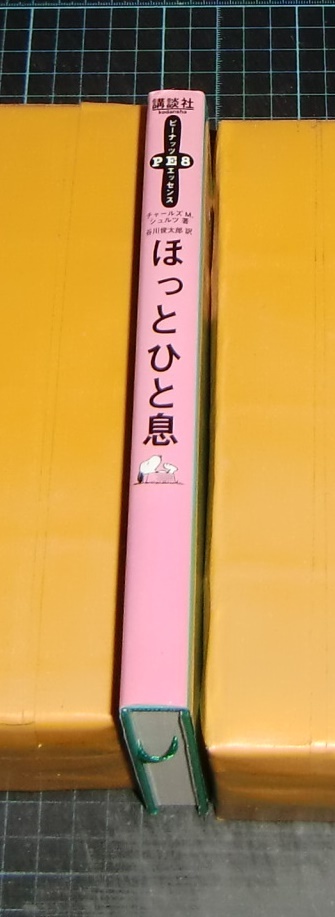 講談社
kodansha
ピーナッツ
PE8
エッセンス
チャールズ M.
シュルツ 著
谷川俊太郎 訳
ほっとひと息